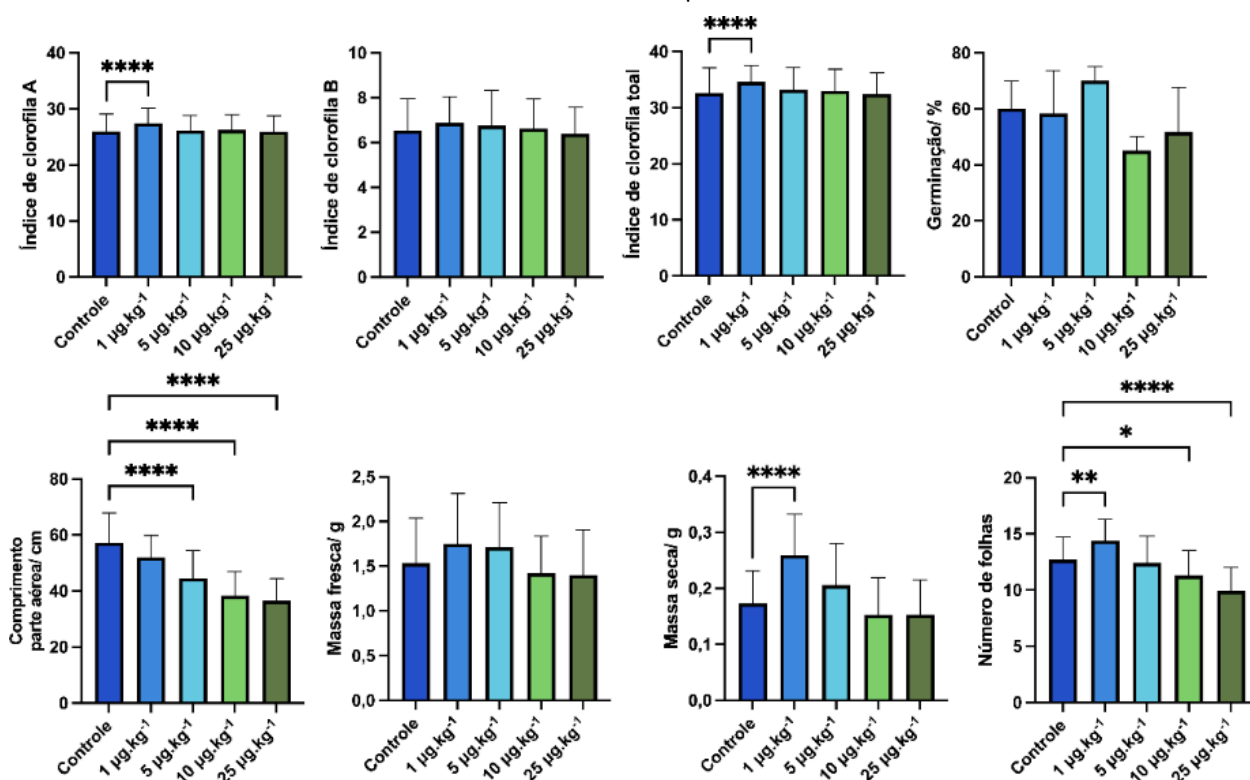 ****
Índice de clorofila A
40
30
20
10
0
Controle
1 µg.kg⁻¹
5 µg.kg⁻¹
10 µg.kg⁻¹
25 µg.kg⁻¹
Índice de clorofila B
10
8
6
4
2
0
Controle
1 µg.kg⁻¹
5 µg.kg⁻¹
10 µg.kg⁻¹
25 µg.kg⁻¹
****
Índice de clorofila toal
40
30
20
10
0
Controle
1 µg.kg⁻¹
5 µg.kg⁻¹
10 µg.kg⁻¹
25 µg.kg⁻¹
Germinação/ %
80
60
40
20
0
Control
1 µg.kg⁻¹
5 µg.kg⁻¹
10 µg.kg⁻¹
25 µg.kg⁻¹
****
****
****
Comprimento
parte aérea/ cm
80
60
40
20
0
Controle
1 µg.kg⁻¹
5 µg.kg⁻¹
10 µg.kg⁻¹
25 µg.kg⁻¹
Massa fresca/ g
2,5
2,0
1,5
1,0
0,5
0,0
Controle
1 µg.kg⁻¹
5 µg.kg⁻¹
10 µg.kg⁻¹
25 µg.kg⁻¹
****
Massa seca/ g
0,4
0,3
0,2
0,1
0,0
Controle
1 µg.kg⁻¹
5 µg.kg⁻¹
10 µg.kg⁻¹
25 µg.kg⁻¹
****
*
**
Número de folhas
20
15
10
5
0
Controle
1 µg.kg⁻¹
5 µg.kg⁻¹
10 µg.kg⁻¹
25 µg.kg⁻¹